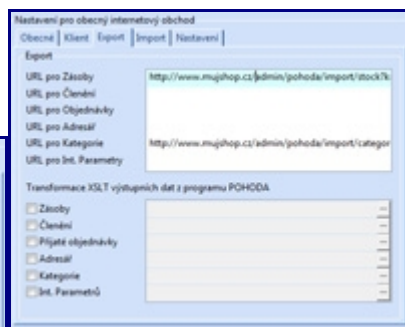 Nastavení pro obecný internetový obchod
Obecné Klient Export Import Nastavení
Export
URL pro Zásoby http://www.mujshop.cz/admin/pohoda/import/stock?k
URL pro Členění
URL pro Objednávky
URL pro Adresář
URL pro Kategorie http://www.mujshop.cz/admin/pohoda/import/categor
URL pro Int. Parametry
Transformace XSLT výstupních dat z programu POHODA
Zásoby ...
Členění ...
Přijaté objednávky ...
Adresář ...
Kategorie ...
Int. Parametrů ...